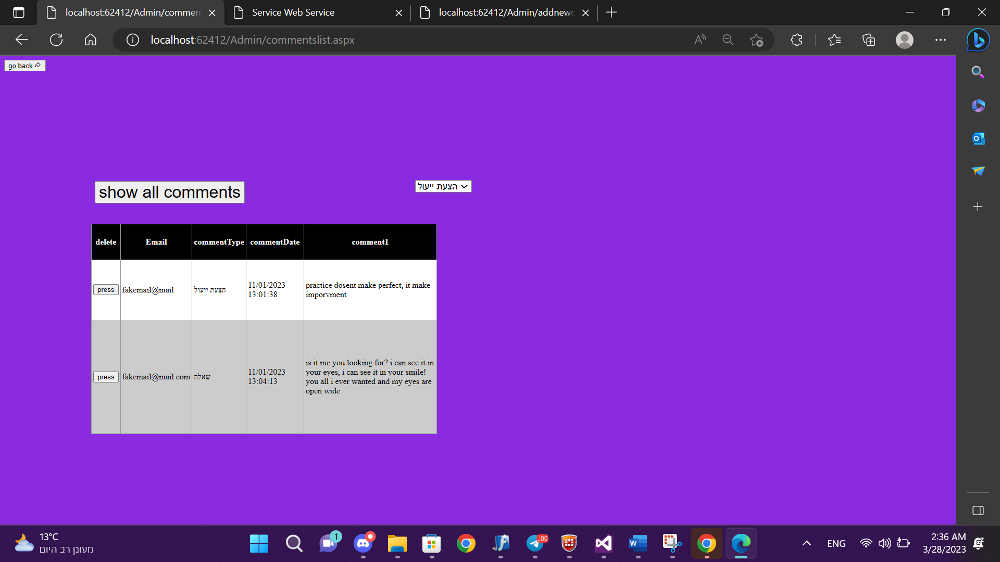 localhost:62412/Admin/commen
Service Web Service
localhost:62412/Admin/addnewc
localhost:62412/Admin/commentslist.aspx
go back
show all comments
הצעת ייעול
delete Email commentType commentDate comment1
press fakemail@mail הצעת ייעול 11/01/2023 13:01:38 practice dosent make perfect, it make
imporvment
press fakemail@mail.com שאלה 11/01/2023 13:04:13 is it me you looking for? i can see it in
your eyes, i can see it in your smile!
you all i ever wanted and my eyes are
open wide
13°C
מעונן רב היום
1
..00
ENG
2:36 AM
3/28/2023